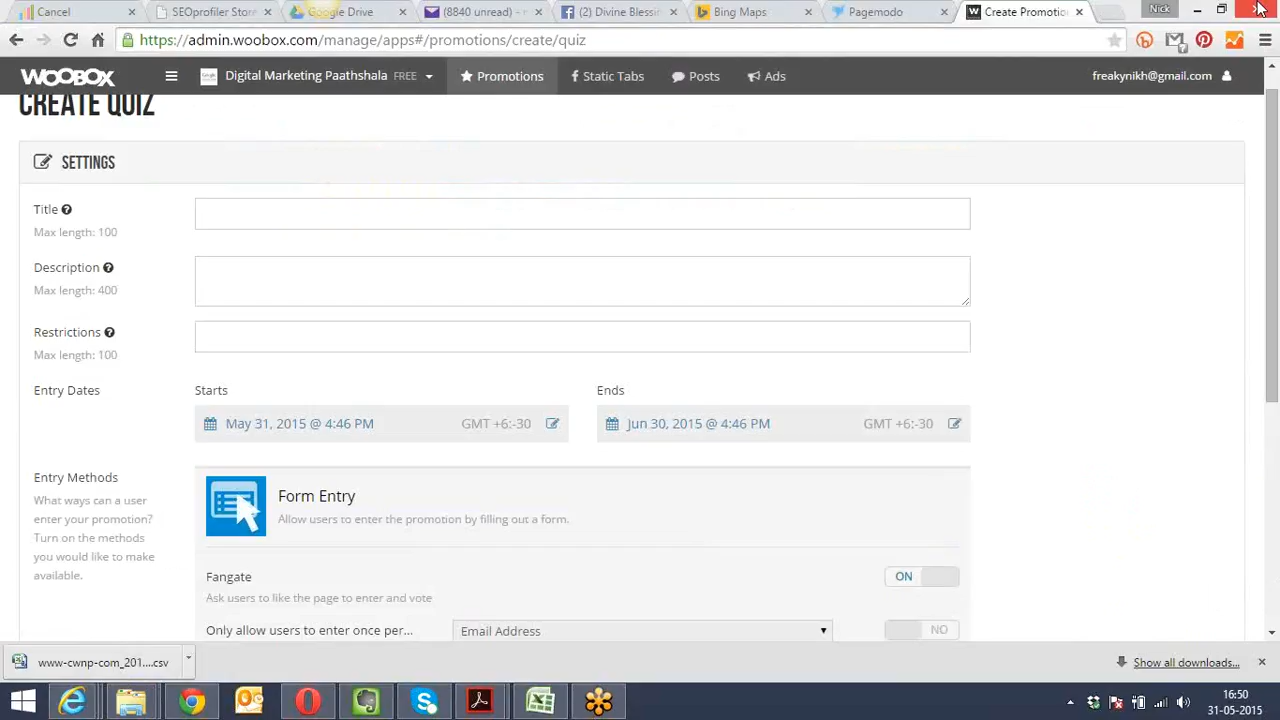 Cancel
SEOprofiler Store
Google Drive
(8840 unread) - n
(2) Divine Blessi
Bing Maps
Pagemodo
Create Promotio
Nick
https://admin.woobox.com/manage/apps#/promotions/create/quiz
WOOBOX
Digital Marketing Paathshala FREE
Promotions
Static Tabs
Posts
Ads
freakynikh@gmail.com
CREATE QUIZ
SETTINGS
Title
Max length: 100
Description
Max length: 400
Restrictions
Max length: 100
Entry Dates
Starts
Ends
May 31, 2015 @ 4:46 PM GMT +6:-30
Jun 30, 2015 @ 4:46 PM GMT +6:-30
Entry Methods
What ways can a user
enter your promotion?
Turn on the methods
you would like to make
available.
Form Entry
Allow users to enter the promotion by filling out a form.
Fangate
ON
Ask users to like the page to enter and vote
Only allow users to enter once per...
Email Address
NO
www-cwnp-com_201....csv
Show all downloads...
16:50
31-05-2015